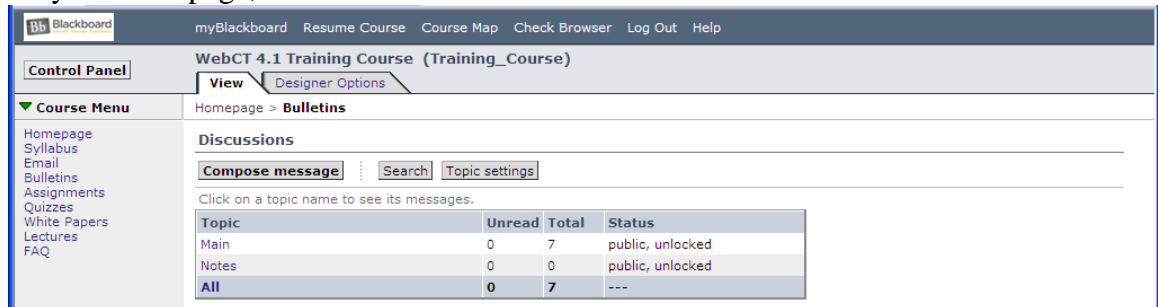 Bb Blackboard
myBlackboard Resume Course Course Map Check Browser Log Out Help
Control Panel
WebCT 4.1 Training Course (Training_Course)
View Designer Options
Course Menu
Homepage > Bulletins
Homepage
Syllabus
Email
Bulletins
Assignments
Quizzes
White Papers
Lectures
FAQ
Discussions
Compose message Search Topic settings
Click on a topic name to see its messages.
Topic Unread Total Status
Main 0 7 public, unlocked
Notes 0 0 public, unlocked
All 0 7 ---